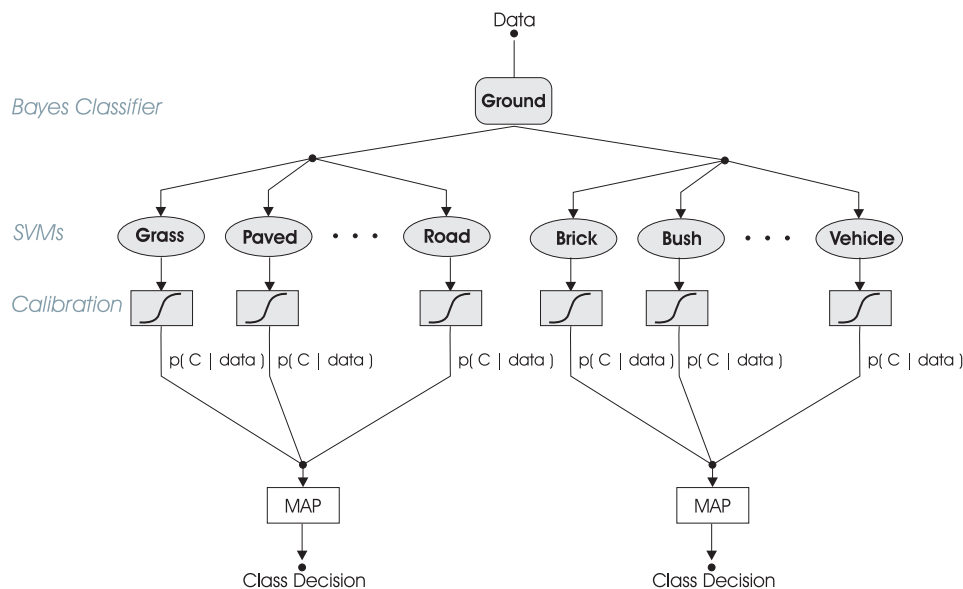 Data
Bayes Classifier
Ground
SVMs
Grass
Paved
. . .
Road
Brick
Bush
. . .
Vehicle
Calibration
p( C | data )
p( C | data )
p( C | data )
p( C | data )
p( C | data )
p( C | data )
MAP
MAP
Class Decision
Class Decision